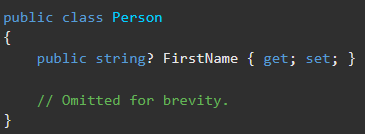 public class Person
{
    public string? FirstName { get; set; }

    // Omitted for brevity.
}